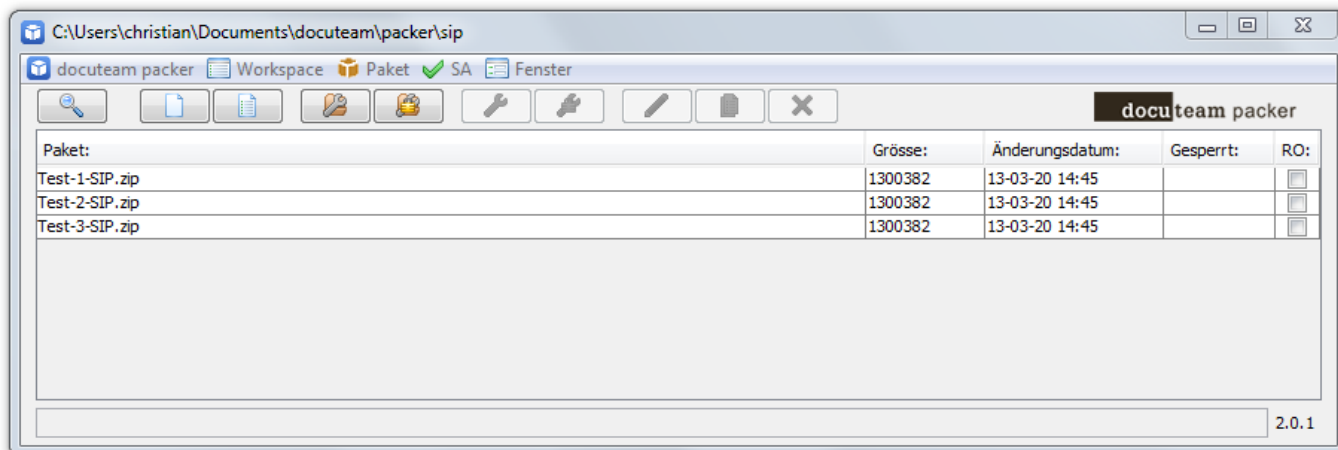 C:\Users\christian\Documents\docuteam\packer\sip
docuteam packer Workspace Paket SA Fenster
docuteam packer
Paket: Grösse: Änderungsdatum: Gesperrt: RO:
Test-1-SIP.zip 1300382 13-03-20 14:45
Test-2-SIP.zip 1300382 13-03-20 14:45
Test-3-SIP.zip 1300382 13-03-20 14:45
2.0.1